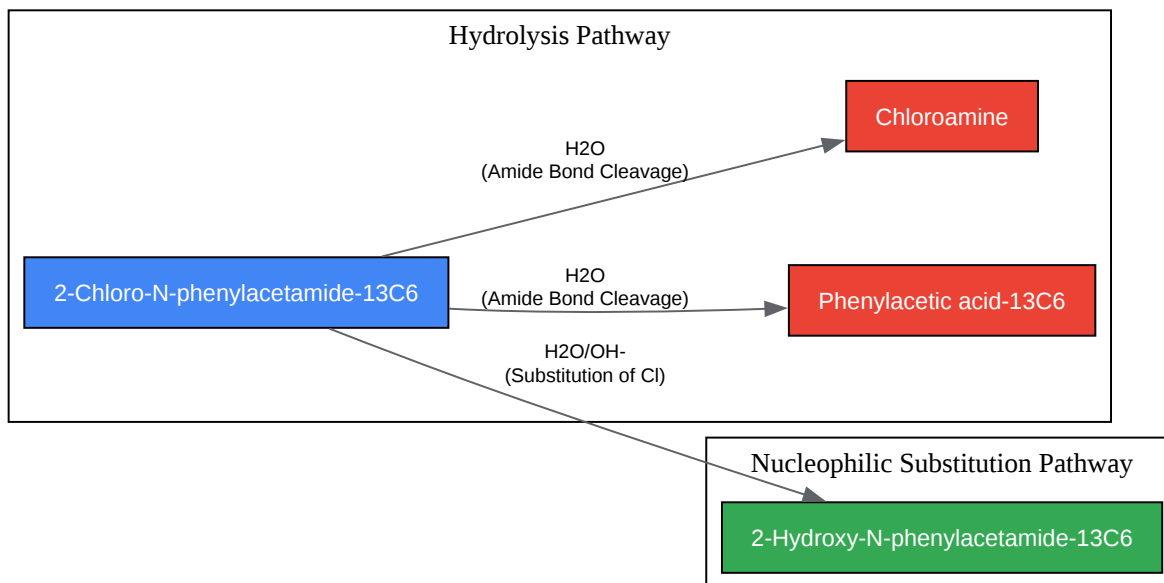 Hydrolysis Pathway
Chloroamine
H2O
(Amide Bond Cleavage)
2-Chloro-N-phenylacetamide-13C6
H2O
(Amide Bond Cleavage)
Phenylacetic acid-13C6
H2O/OH-
(Substitution of Cl)
Nucleophilic Substitution Pathway
2-Hydroxy-N-phenylacetamide-13C6